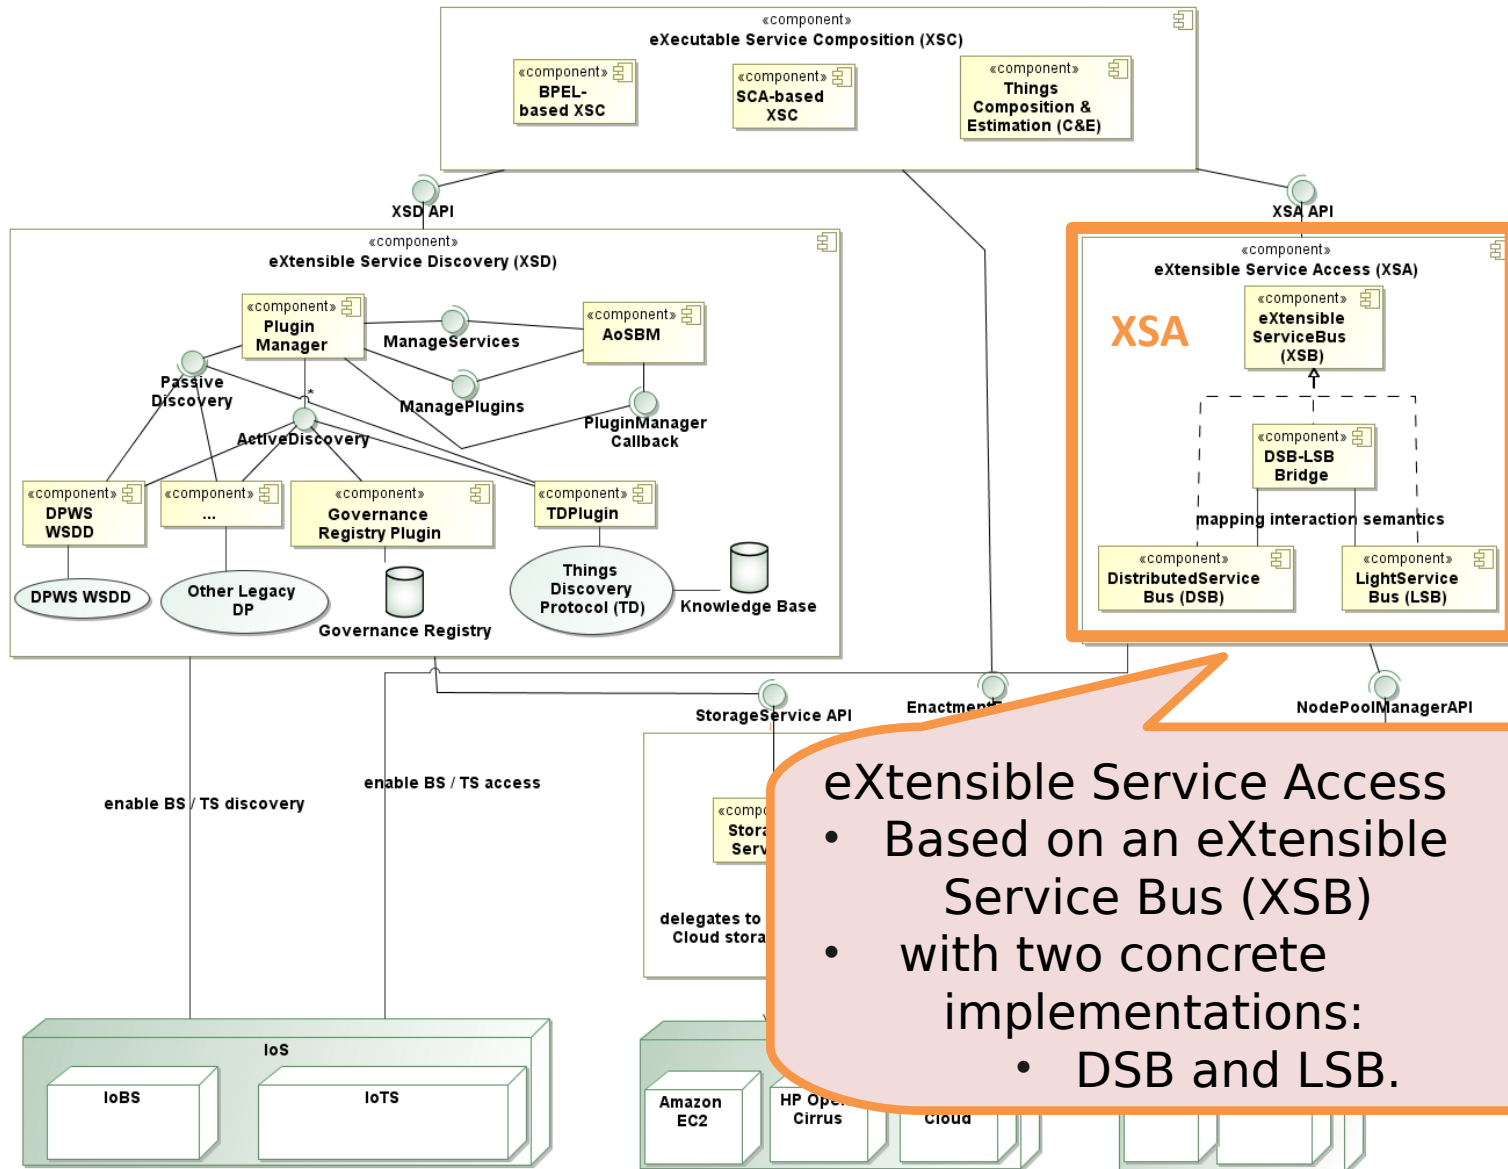 «component»
eXecutable Service Composition (XSC)
«component»
BPEL-
based XSC
«component»
SCA-based
XSC
«component»
Things
Composition &
Estimation (C&E)
XSD API
XSA API
«component»
eXtensible Service Discovery (XSD)
«component»
Plugin
Manager
ManageServices
«component»
AoSBM
Passive
Discovery
*
ManagePlugins
ActiveDiscovery
PluginManager
Callback
«component»
DPWS
WSDD
«component»
...
«component»
Governance
Registry Plugin
«component»
TDPlugin
DPWS WSDD
Other Legacy
DP
Governance Registry
Things
Discovery
Protocol (TD)
Knowledge Base
«component»
eXtensible Service Access (XSA)
XSA
«component»
eXtensible
ServiceBus
(XSB)
«component»
DSB-LSB
Bridge
mapping interaction semantics
«component»
DistributedService
Bus (DSB)
«component»
LightService
Bus (LSB)
StorageService API
NodePoolManagerAPI
enable BS / TS discovery
enable BS / TS access
delegates to
Cloud
eXtensible Service Access
• Based on an eXtensible
Service Bus (XSB)
• with two concrete
implementations:
• DSB and LSB.
IoS
IoBS
IoTS
Amazon
EC2
HP
Cirrus
Cloud